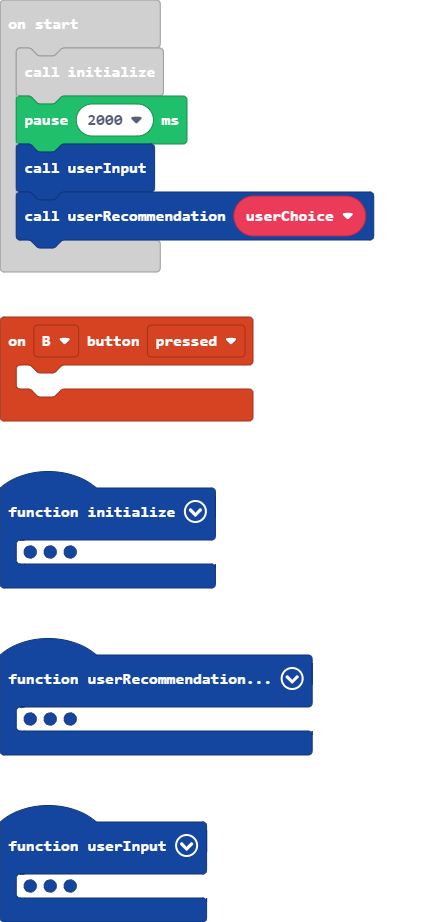 on start
call initialize
pause 2000 ms
call userInput
call userRecommendation userChoice
on B button pressed
function initialize
function userRecommendation...
function userInput